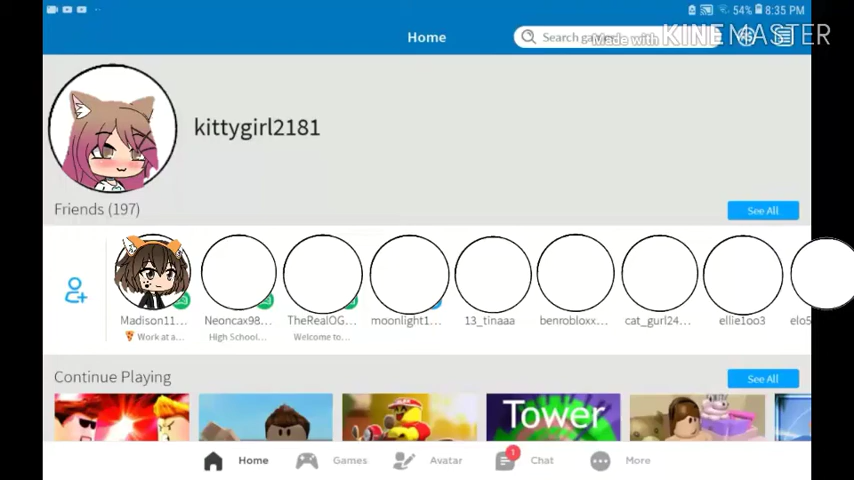 54% 8:35 PM
Home
Search games
Made with KINEMASTER
kittygirl2181
Friends (197)
See All
Madison11...
Neoncax98...
TheRealOG...
moonlight1...
13_tinaaa
benrobloxx...
cat_gurl24...
ellie1oo3
elo5
Work at a...
High School...
Welcome to...
Continue Playing
See All
Tower
Home
Games
Avatar
1
Chat
More